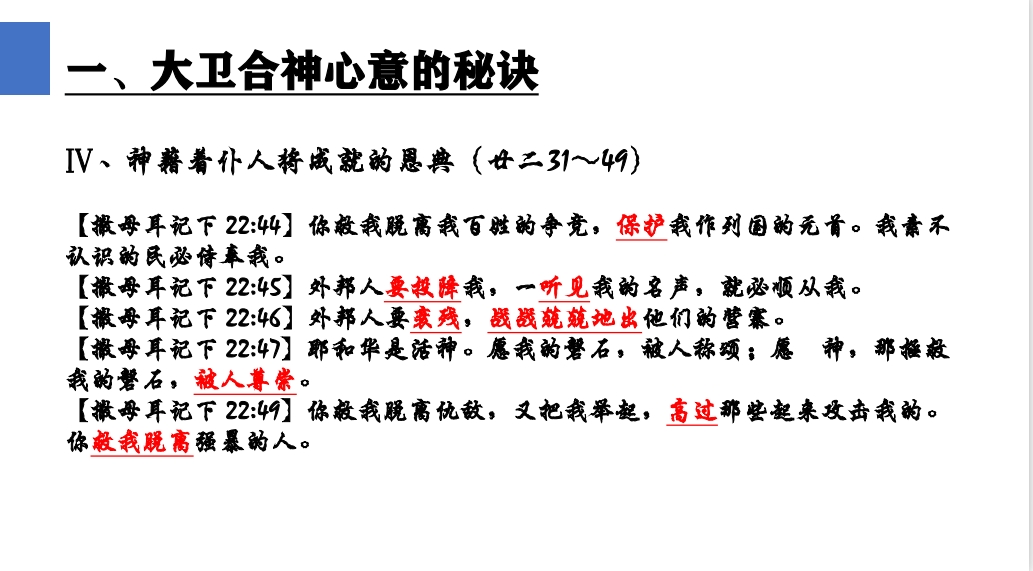 一、大卫合神心意的秘诀
IV、神藉着仆人将成就的恩典（廿二31～49）
【撒母耳记下 22:44】你救我脱离我百姓的争竞，保护我作列国的元首。我素不
认识的民必侍奉我。
【撒母耳记下 22:45】外邦人要投降我，一听见我的名声，就必顺从我。
【撒母耳记下 22:46】外邦人要衰残，战战兢兢地出他们的营寨。
【撒母耳记下 22:47】耶和华是活神。愿我的磐石，被人称颂；愿　神，那拯救
我的磐石，被人尊崇。
【撒母耳记下 22:49】你救我脱离仇敌，又把我举起，高过那些起来攻击我的。
你救我脱离强暴的人。